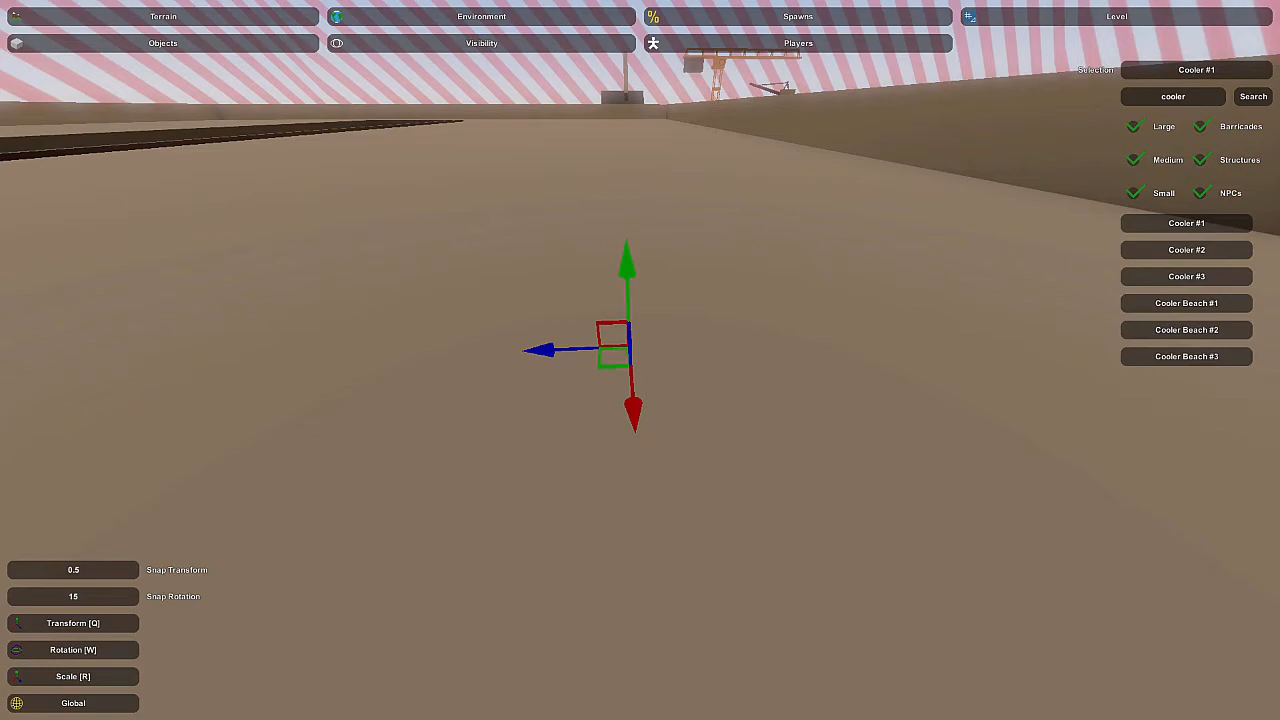 Terrain
Environment
Spawns
Level
Objects
Visibility
Players
Selection
Cooler #1
cooler
Search
Large
Barricades
Medium
Structures
Small
NPCs
Cooler #1
Cooler #2
Cooler #3
Cooler Beach #1
Cooler Beach #2
Cooler Beach #3
0.5
Snap Transform
15
Snap Rotation
Transform [Q]
Rotation [W]
Scale [R]
Global